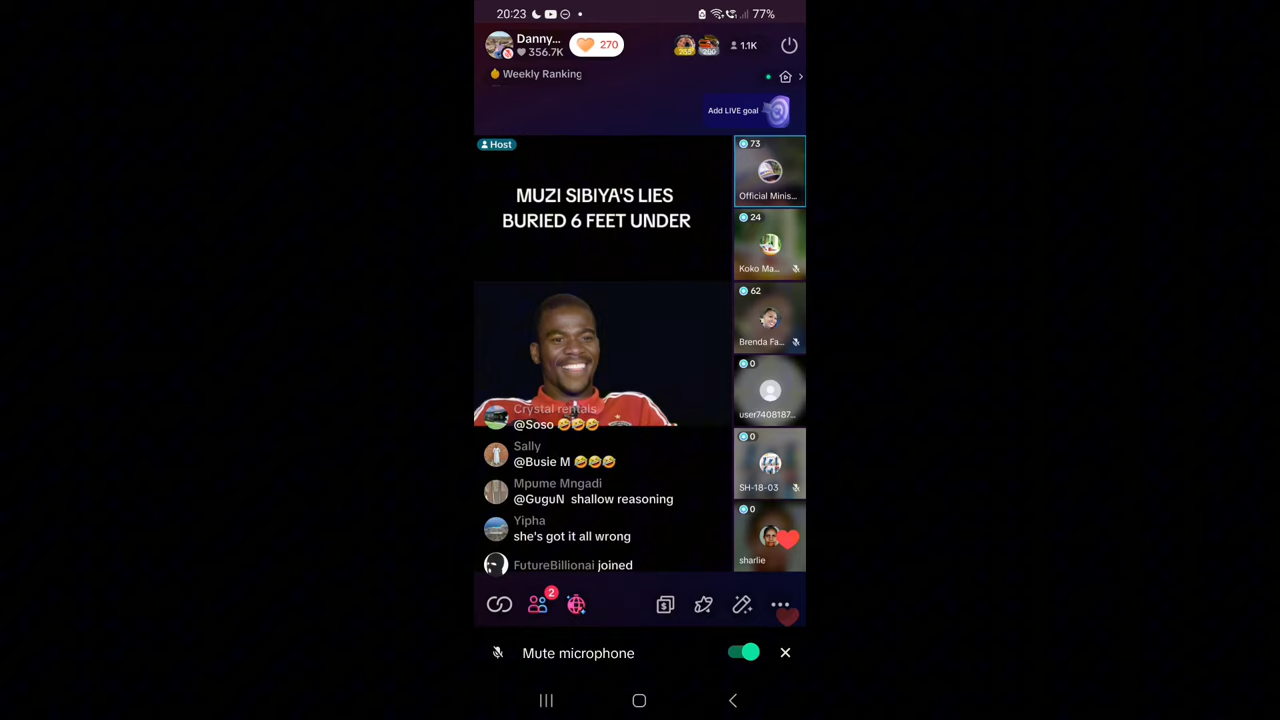 20:23
77%
Danny...
356.7K
270
265
200
1.1K
Weekly Ranking
Add LIVE goal
Host
MUZI SIBIYA'S LIES
BURIED 6 FEET UNDER
73
Official Minis...
24
Koko Ma...
62
Brenda Fa...
0
user7408187...
0
SH-18-03
0
sharlie
Crystal rentals
@Soso 🤣🤣🤣
Sally
@Busie M 🤣🤣🤣
Mpume Mngadi
@GuguN shallow reasoning
Yipha
she's got it all wrong
FutureBillionai joined
2
Mute microphone